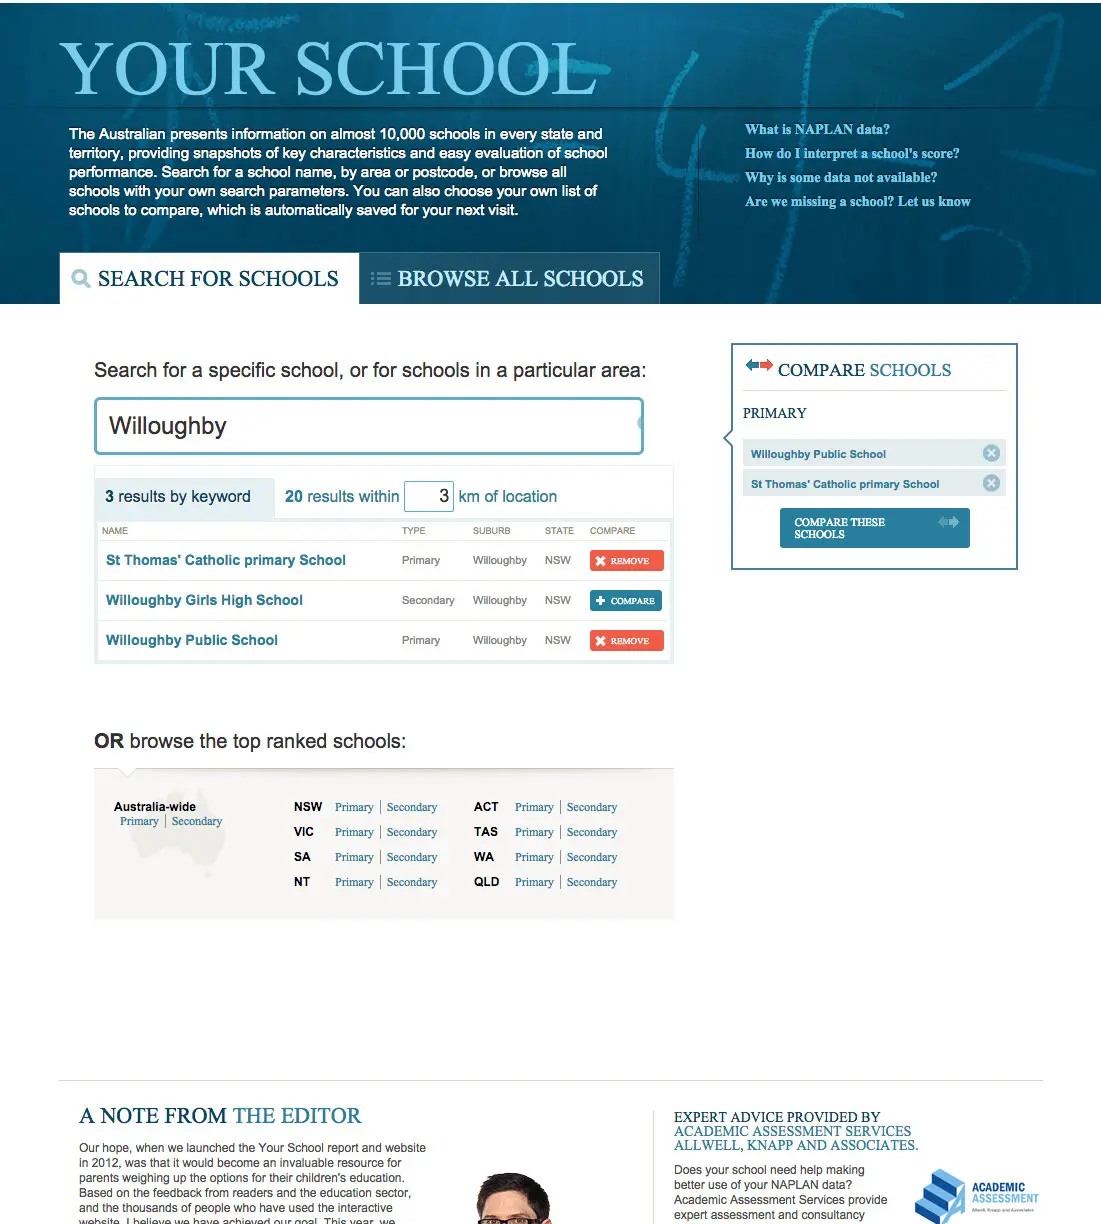 YOUR SCHOOL
The Australian presents information on almost 10,000 schools in every state and
territory, providing snapshots of key characteristics and easy evaluation of school
performance. Search for a school name, by area or postcode, or browse all
schools with your own search parameters. You can also choose your own list of
schools to compare, which is automatically saved for your next visit.
What is NAPLAN data?
How do I interpret a school's score?
Why is some data not available?
Are we missing a school? Let us know
SEARCH FOR SCHOOLS
BROWSE ALL SCHOOLS
Search for a specific school, or for schools in a particular area:
Willoughby
3 results by keyword
20 results within 3 km of location
NAME TYPE SUBURB STATE COMPARE
St Thomas' Catholic primary School Primary Willoughby NSW REMOVE
Willoughby Girls High School Secondary Willoughby NSW COMPARE
Willoughby Public School Primary Willoughby NSW REMOVE
COMPARE SCHOOLS
PRIMARY
Willoughby Public School
St Thomas' Catholic primary School
COMPARE THESE
SCHOOLS
OR browse the top ranked schools:
Australia-wide
Primary Secondary
NSW Primary Secondary ACT Primary Secondary
VIC Primary Secondary TAS Primary Secondary
SA Primary Secondary WA Primary Secondary
NT Primary Secondary QLD Primary Secondary
A NOTE FROM THE EDITOR
Our hope, when we launched the Your School report and website
in 2012, was that it would become an invaluable resource for
parents weighing up the options for their children's education.
Based on the feedback from readers and the education sector,
and the thousands of people who have used the interactive
website, I believe we have achieved our goal. This year, we
EXPERT ADVICE PROVIDED BY
ACADEMIC ASSESSMENT SERVICES
ALLWELL, KNAPP AND ASSOCIATES.
Does your school need help making
better use of your NAPLAN data?
Academic Assessment Services provide
expert assessment and consultancy
ACADEMIC
ASSESSMENT
Allwell, Knapp and Associates